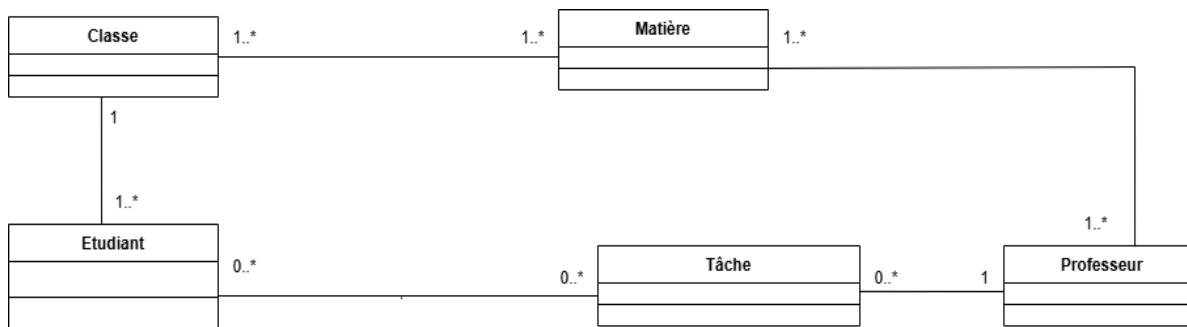 Classe
1..*
1..*
Matière
1..*
1
1..*
1..*
Etudiant
0..*
0..*
Tâche
0..*
1
Professeur